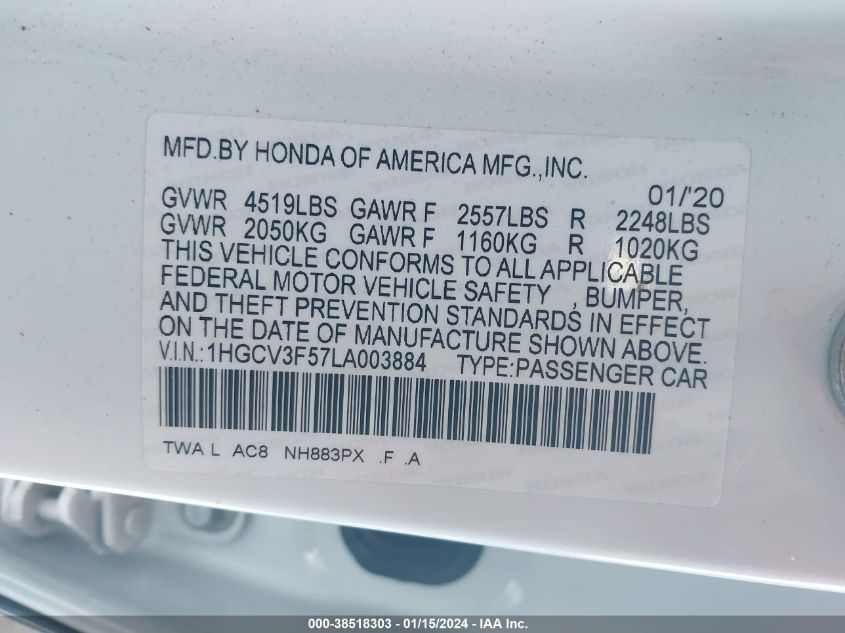 MFD.BY HONDA OF AMERICA MFG.,INC.
01/'20
GVWR 4519LBS GAWR F 2557LBS R 2248LBS
GVWR 2050KG GAWR F 1160KG R 1020KG
THIS VEHICLE CONFORMS TO ALL APPLICABLE
FEDERAL MOTOR VEHICLE SAFETY , BUMPER,
AND THEFT PREVENTION STANDARDS IN EFFECT
ON THE DATE OF MANUFACTURE SHOWN ABOVE.
V.I.N.:1HGCV3F57LA003884 TYPE:PASSENGER CAR
TWA L AC8 NH883PX .F .A
000-38518303 - 01/15/2024 - IAA Inc.